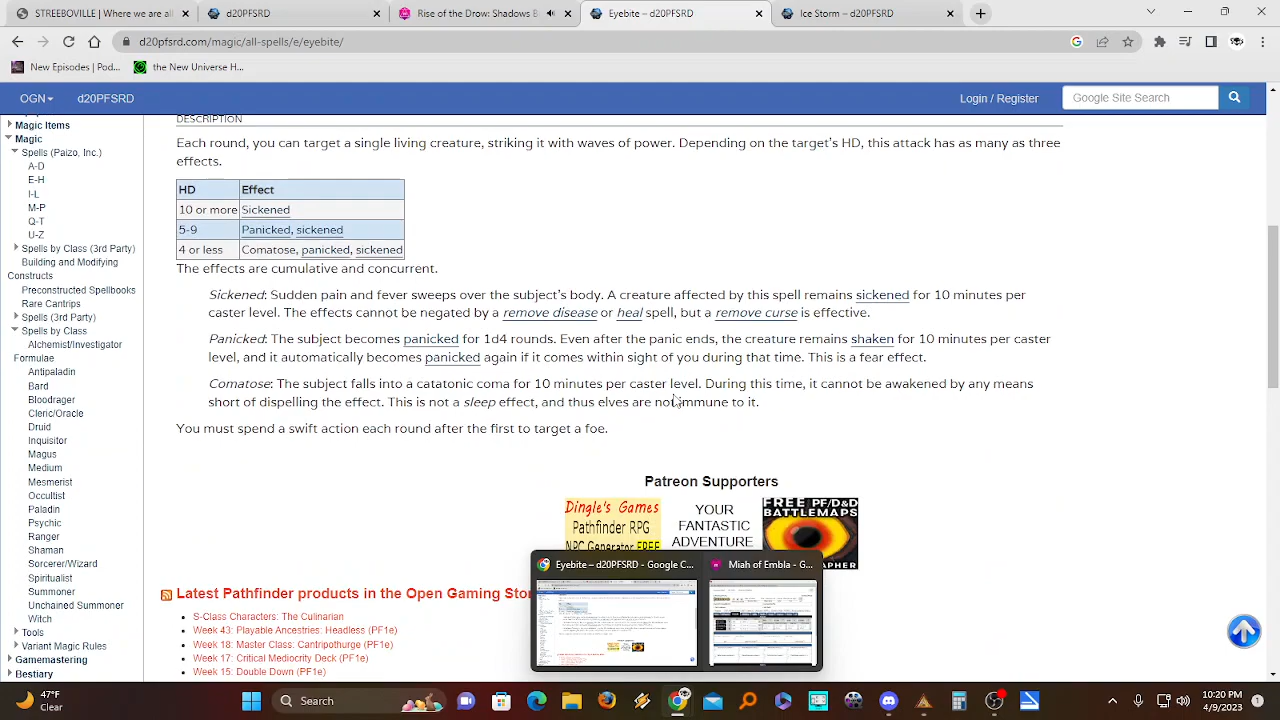 STREEBOVILLE | Where we are al
d20PFSRD
Rise of the Drow: Shadows B
Eyebite – d20PFSRD
Ice Storm – d20PFSRD
d20pfsrd.com/magic/all-spells/e/eyebite/
New Episodes | Pod...
the New Universe H...
OGN
d20PFSRD
Login / Register
Google Site Search
Magic Items
Magic
Spells (Paizo, Inc.)
A-D
E-H
I-L
M-P
Q-T
U-Z
Spells by Class (3rd Party)
Building and Modifying
Constructs
Preconstructed Spellbooks
Rare Cantrips
Spells (3rd Party)
Spells by Class
Alchemist/Investigator
Formulae
Antipaladin
Bard
Bloodrager
Cleric/Oracle
Druid
Inquisitor
Magus
Medium
Mesmerist
Occultist
Paladin
Psychic
Ranger
Shaman
Sorcerer/Wizard
Spiritualist
Summoner
Witch
Tools
Variant Magic Rules
Bestiary
DESCRIPTION
Each round, you can target a single living creature, striking it with waves of power. Depending on the target's HD, this attack has as many as three
effects.
HD Effect
10 or more Sickened
5-9 Panicked, sickened
4 or less Comatose, panicked, sickened
The effects are cumulative and concurrent.
Sickened: Sudden pain and fever sweeps over the subject's body. A creature affected by this spell remains sickened for 10 minutes per
caster level. The effects cannot be negated by a remove disease or heal spell, but a remove curse is effective.
Panicked: The subject becomes panicked for 1d4 rounds. Even after the panic ends, the creature remains shaken for 10 minutes per caster
level, and it automatically becomes panicked again if it comes within sight of you during that time. This is a fear effect.
Comatose: The subject falls into a catatonic coma for 10 minutes per caster level. During this time, it cannot be awakened by any means
short of dispelling the effect. This is not a sleep effect, and thus elves are not immune to it.
You must spend a swift action each round after the first to target a foe.
Patreon Supporters
Dingle's Games
Pathfinder RPG
NPC Generator FREE
YOUR
FANTASTIC
ADVENTURE
FREE PF/D&D
BATTLEMAPS
Latest Pathfinder products in the Open Gaming Sto
5-Class Characters: The Culinarian
Week 43: Playable Ancestries: Headless (PF1e)
Week 18: Master Class: Cantripothurge (PF1e)
Week 17: Critical Mediocrity Deck (PF1e)
Week 15: Double Down (PF1e)
Eyebite – d20PFSRD - Google C...
Miah of Embla - G...
47°F
Clear
Search
10:20 PM
4/9/2023